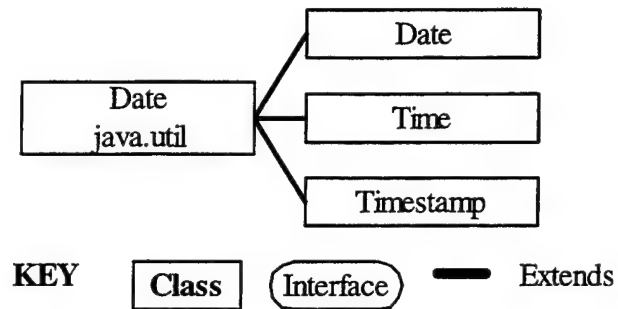 Date
Date
java.util
Time
Timestamp
KEY
Class
Interface
Extends